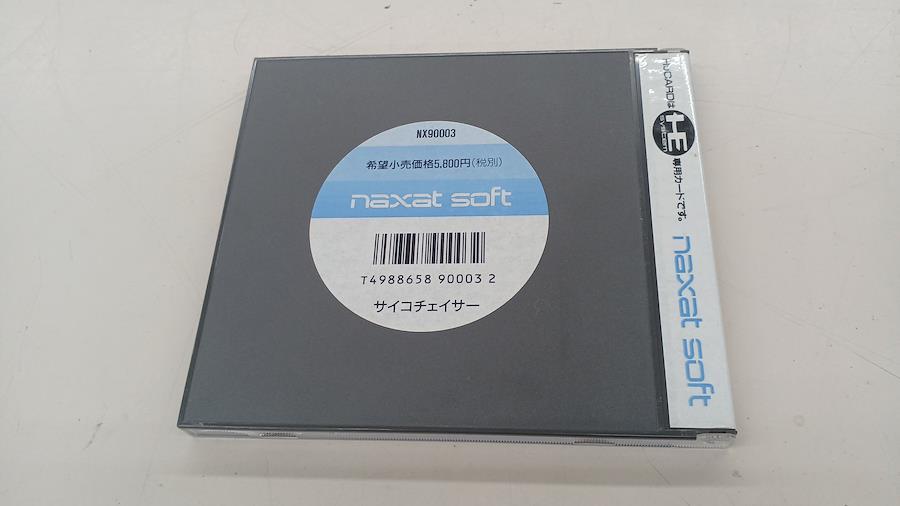 NX90003
希望小売価格5,800円(税別)
naxat soft
T4988658 90003 2
サイコチェイサー
HuCARDは
HE
SYSTEM
専用カードです。
naxat soft